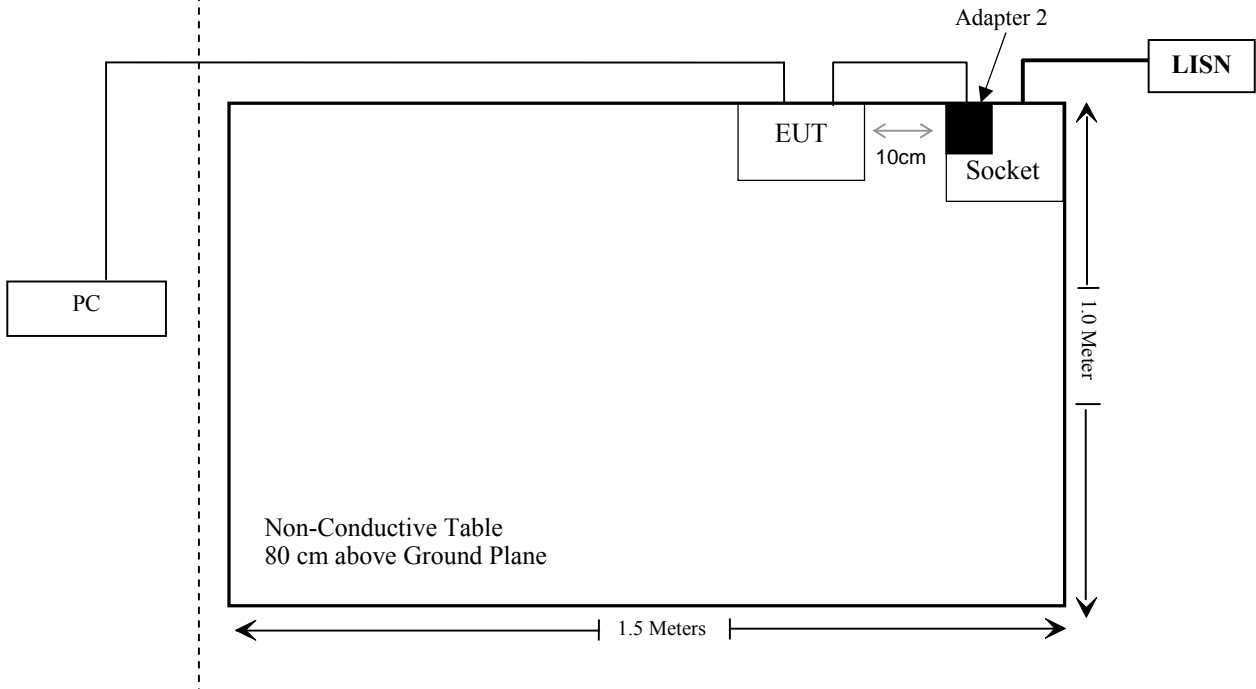 Adapter 2
LISN
EUT
10cm
Socket
PC
1.0 Meter
Non-Conductive Table
80 cm above Ground Plane
1.5 Meters